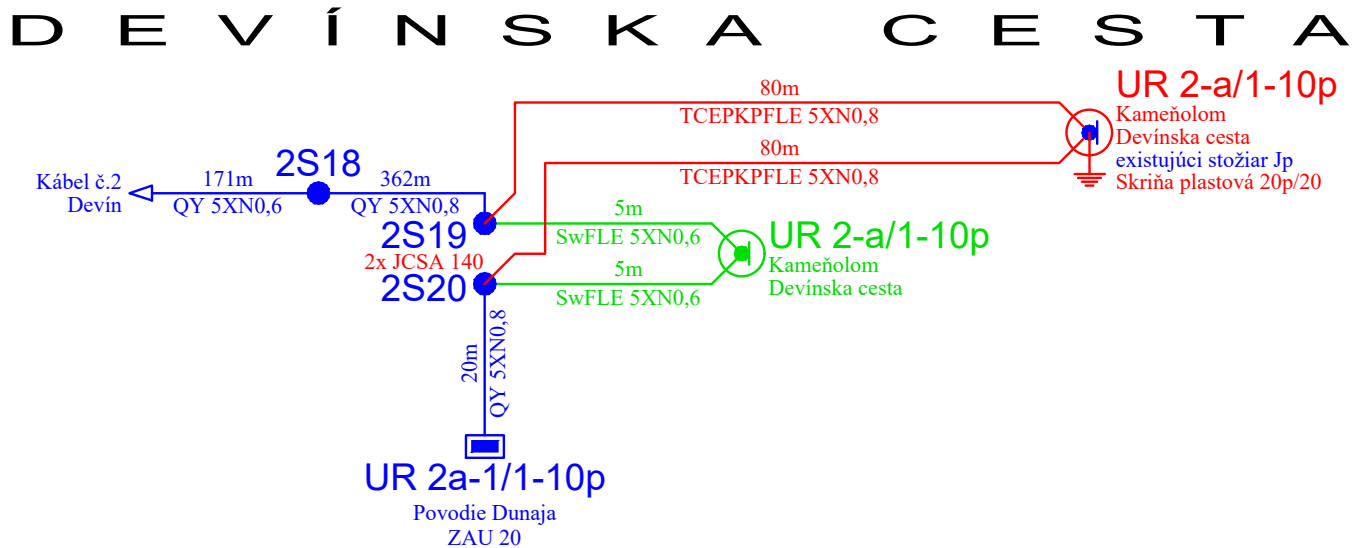 DEVÍNSKA CESTA
80m
TCEPKPFLE 5XN0,8
UR 2-a/1-10p
Kameňolom
Devínska cesta
existujúci stožiar Jp
Skriňa plastová 20p/20
80m
TCEPKPFLE 5XN0,8
Kábel č.2
Devín
171m
QY 5XN0,6
2S18
362m
QY 5XN0,8
2S19
2x JCSA 140
2S20
5m
SwFLE 5XN0,6
5m
SwFLE 5XN0,6
UR 2-a/1-10p
Kameňolom
Devínska cesta
20m
QY 5XN0,8
UR 2a-1/1-10p
Povodie Dunaja
ZAU 20